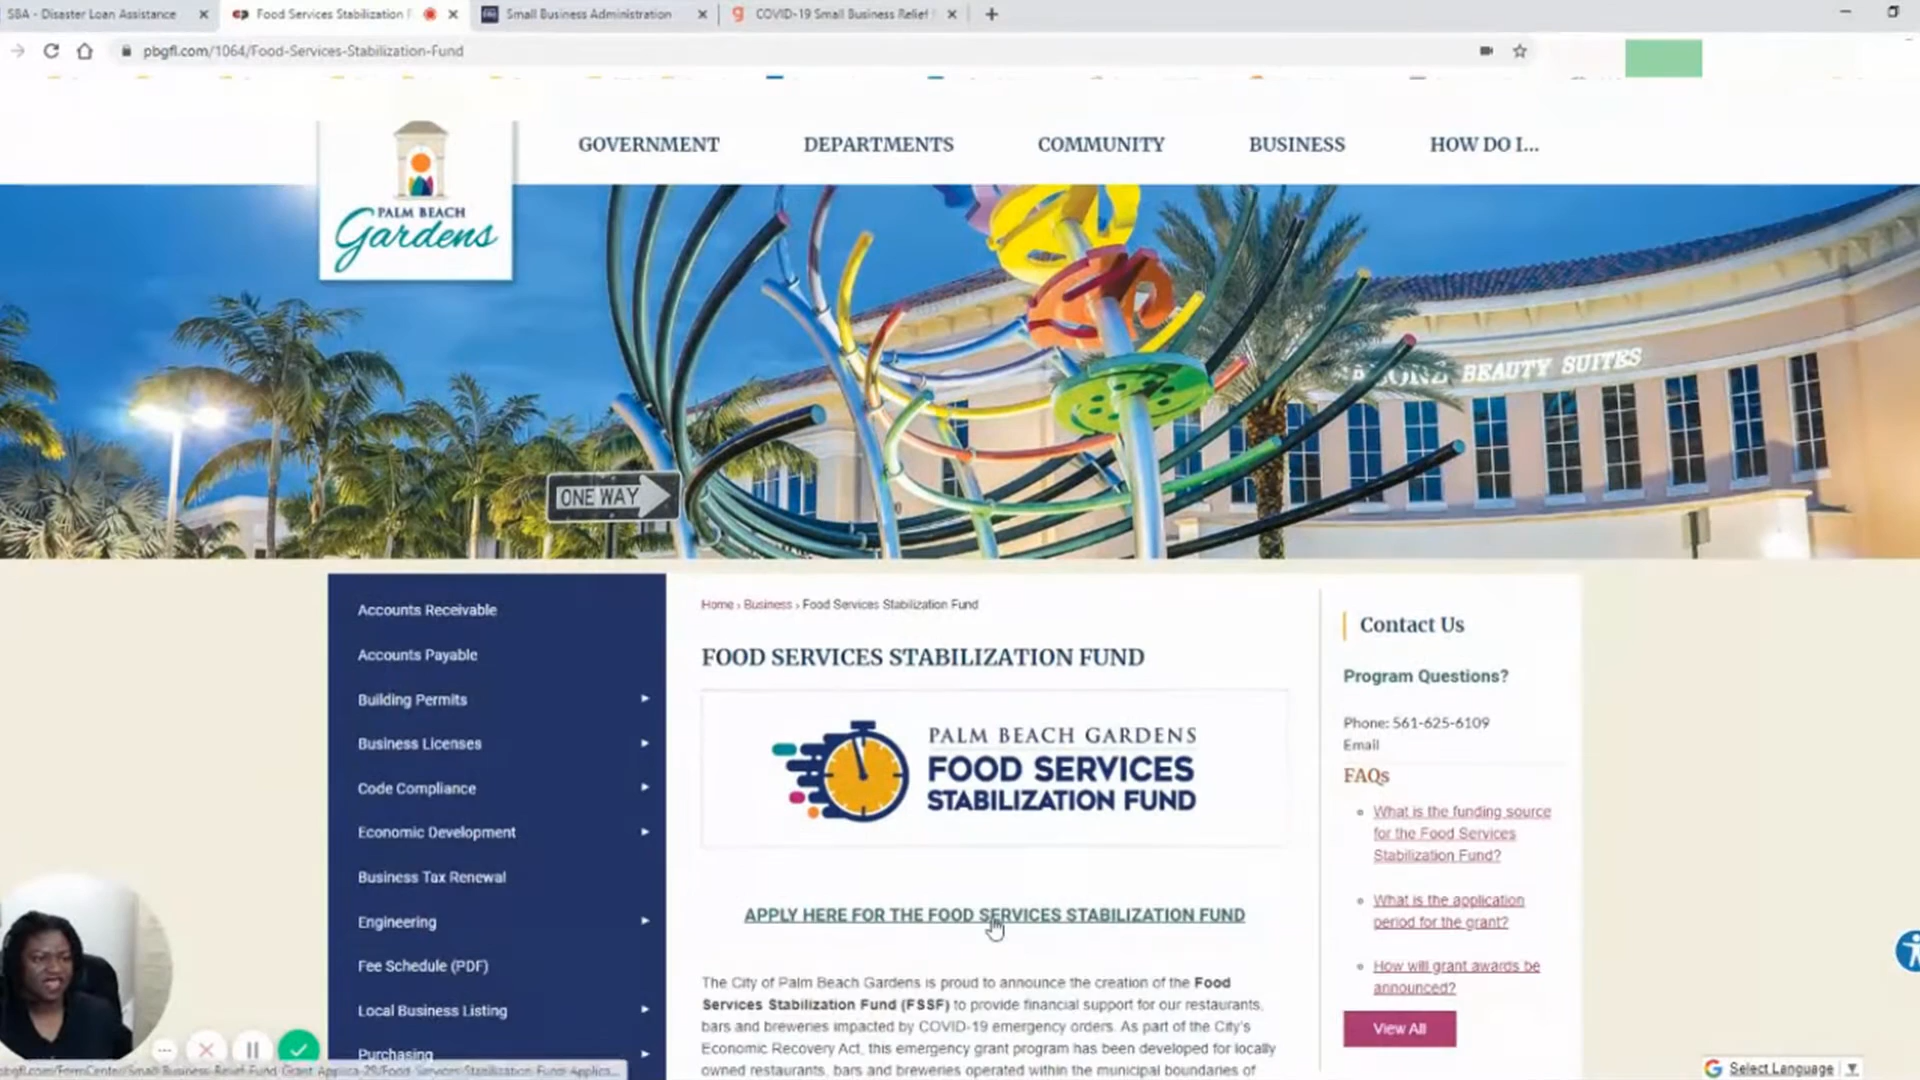 SBA - Disaster Loan Assistance
Food Services Stabilization F
Small Business Administration
COVID-19 Small Business Relief
pbgfl.com/1064/Food-Services-Stabilization-Fund
PALM BEACH
Gardens
GOVERNMENT
DEPARTMENTS
COMMUNITY
BUSINESS
HOW DO I...
BEAUTY SUITES
ONE WAY
Accounts Receivable
Accounts Payable
Building Permits
Business Licenses
Code Compliance
Economic Development
Business Tax Renewal
Engineering
Fee Schedule (PDF)
Local Business Listing
Purchasing
Home › Business › Food Services Stabilization Fund
FOOD SERVICES STABILIZATION FUND
PALM BEACH GARDENS
FOOD SERVICES
STABILIZATION FUND
APPLY HERE FOR THE FOOD SERVICES STABILIZATION FUND
The City of Palm Beach Gardens is proud to announce the creation of the Food
Services Stabilization Fund (FSSF) to provide financial support for our restaurants,
bars and breweries impacted by COVID-19 emergency orders. As part of the City's
Economic Recovery Act, this emergency grant program has been developed for locally
owned restaurants, bars and breweries operated within the municipal boundaries of
Contact Us
Program Questions?
Phone: 561-625-6109
Email
FAQs
What is the funding source
for the Food Services
Stabilization Fund?
What is the application
period for the grant?
How will grant awards be
announced?
View All
Select Language